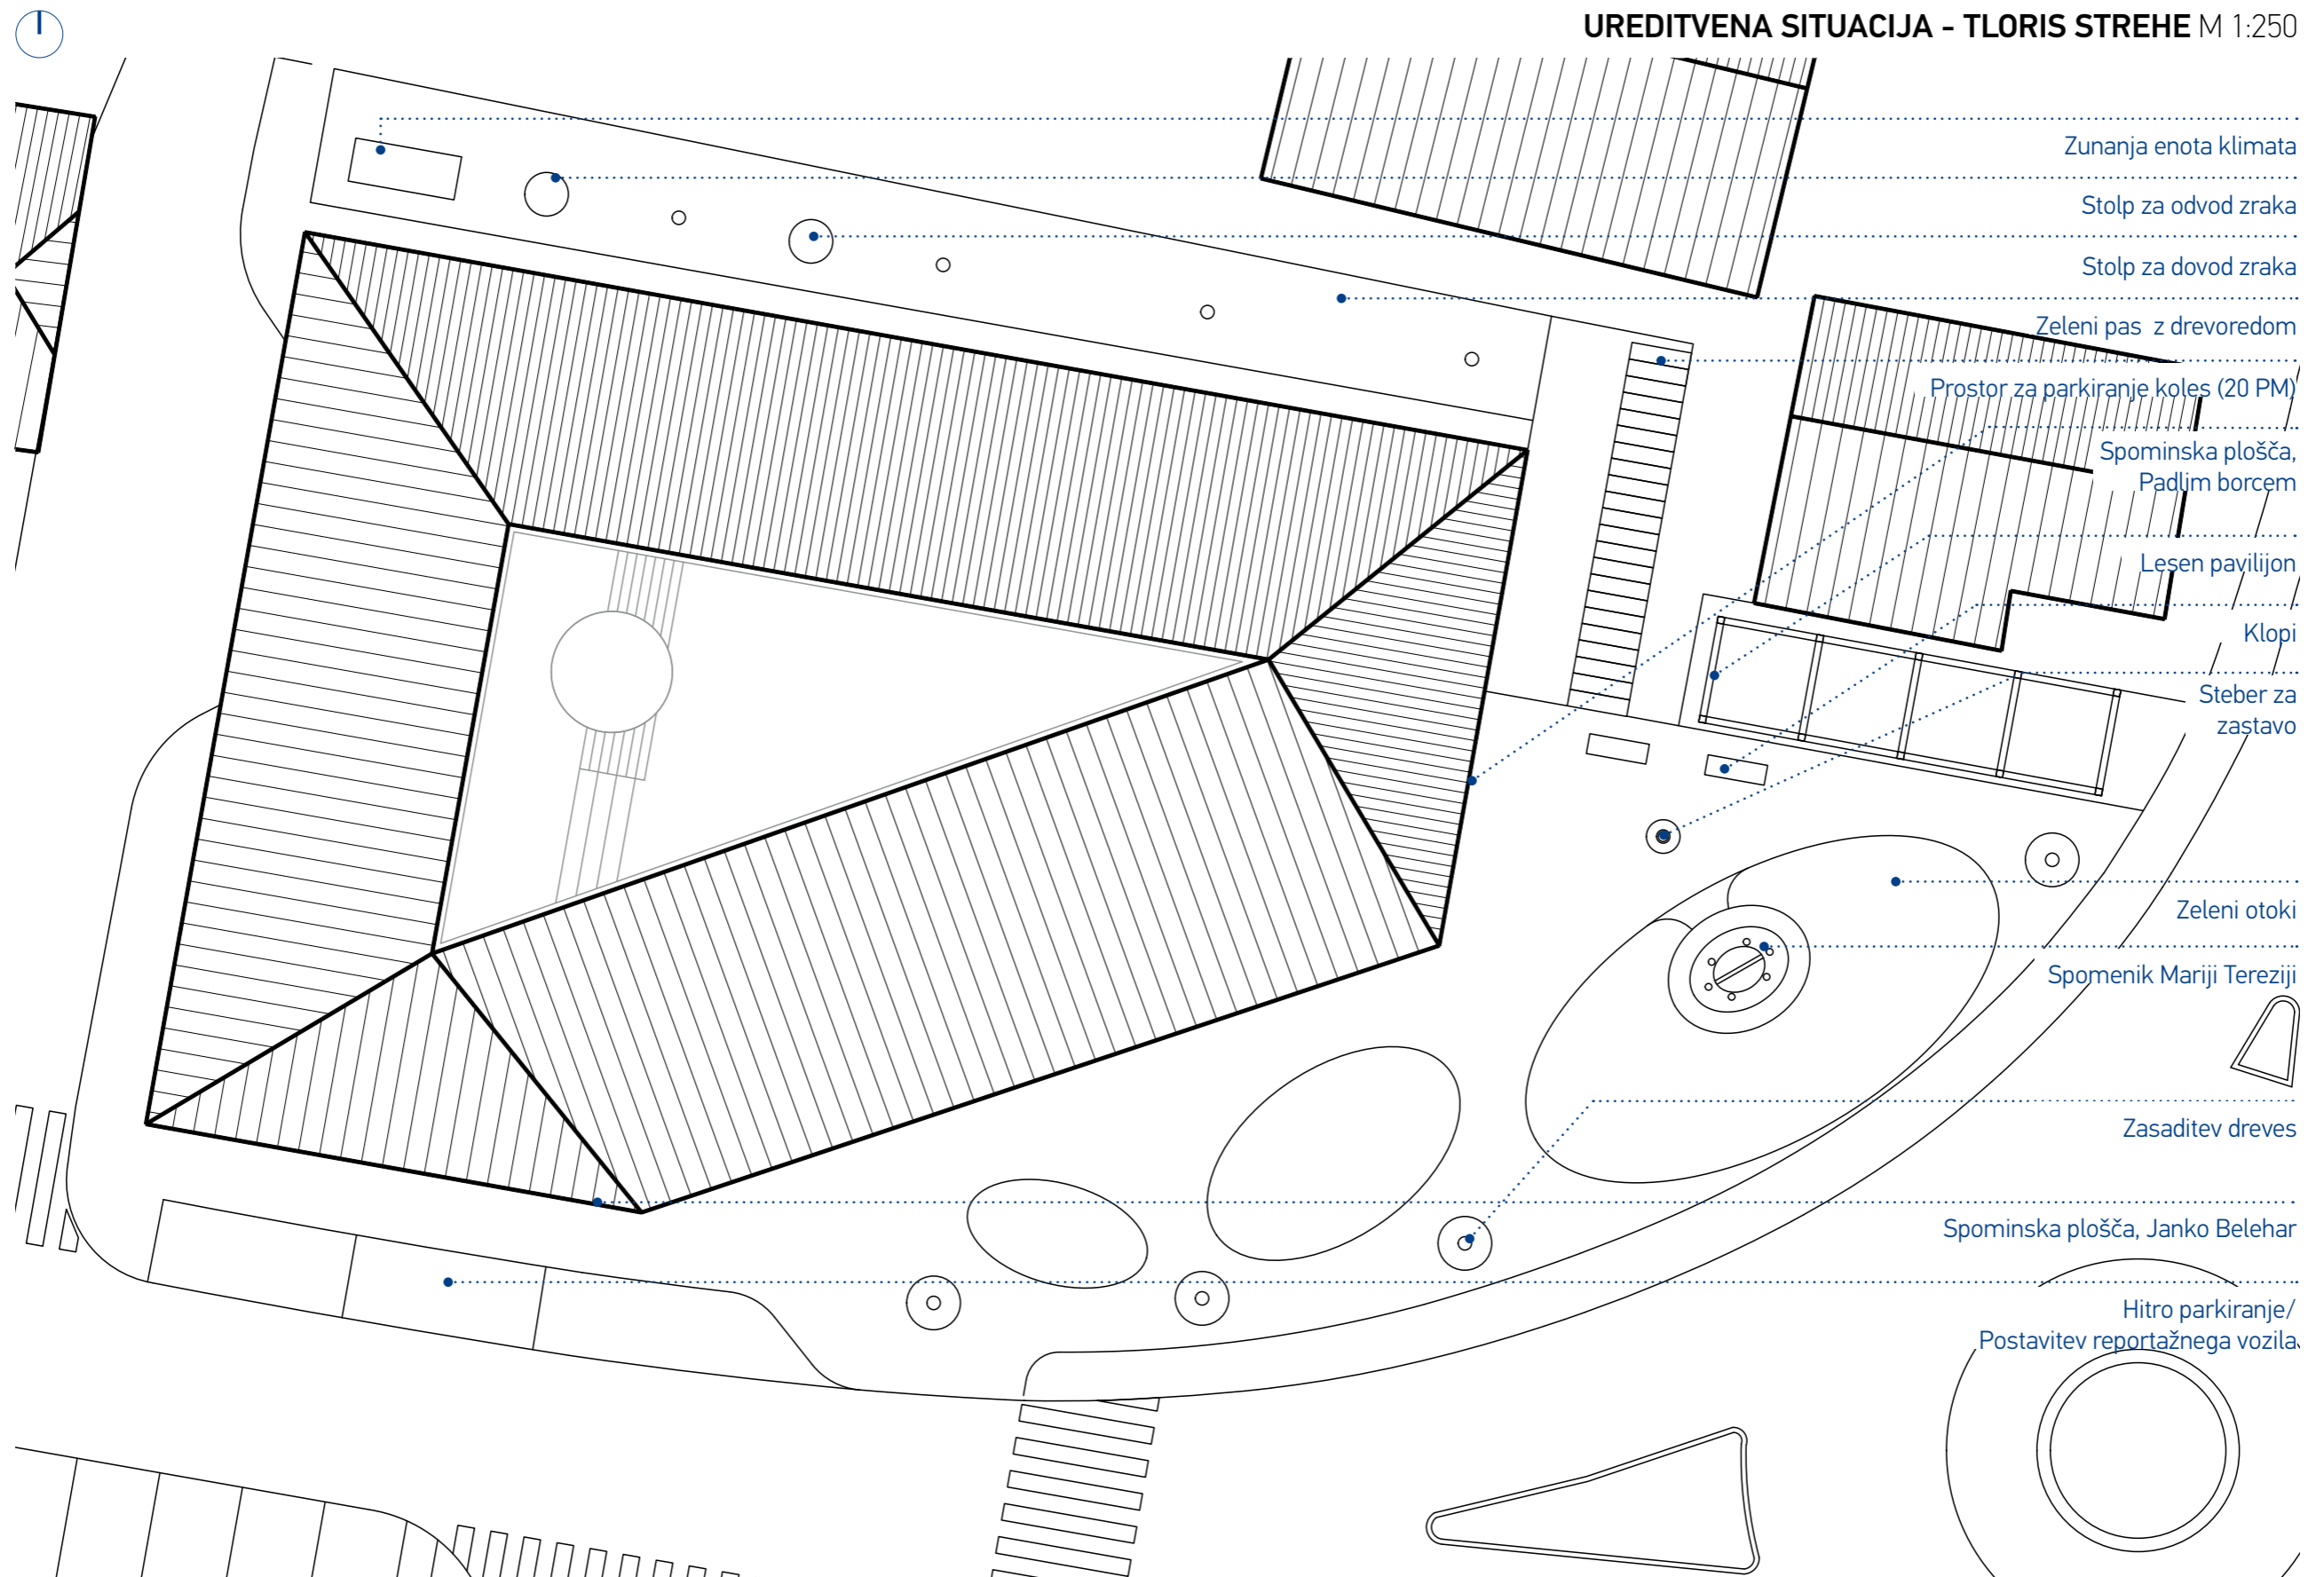 UREDITVENA SITUACIJA - TLORIS STREHE M 1:250
Zunanja enota klimata
Stolp za odvod zraka
Stolp za dovod zraka
Zeleni pas z drevoredom
Prostor za parkiranje koles (20 PM)
Spominska plošča,
Padlim borcem
Lesen pavilijon
Klopi
Steber za
zastavo
Zeleni otoki
Spomenik Mariji Tereziji
Zasaditev dreves
Spominska plošča, Janko Belehar
Hitro parkiranje/
Postavitev reportažnega vozila